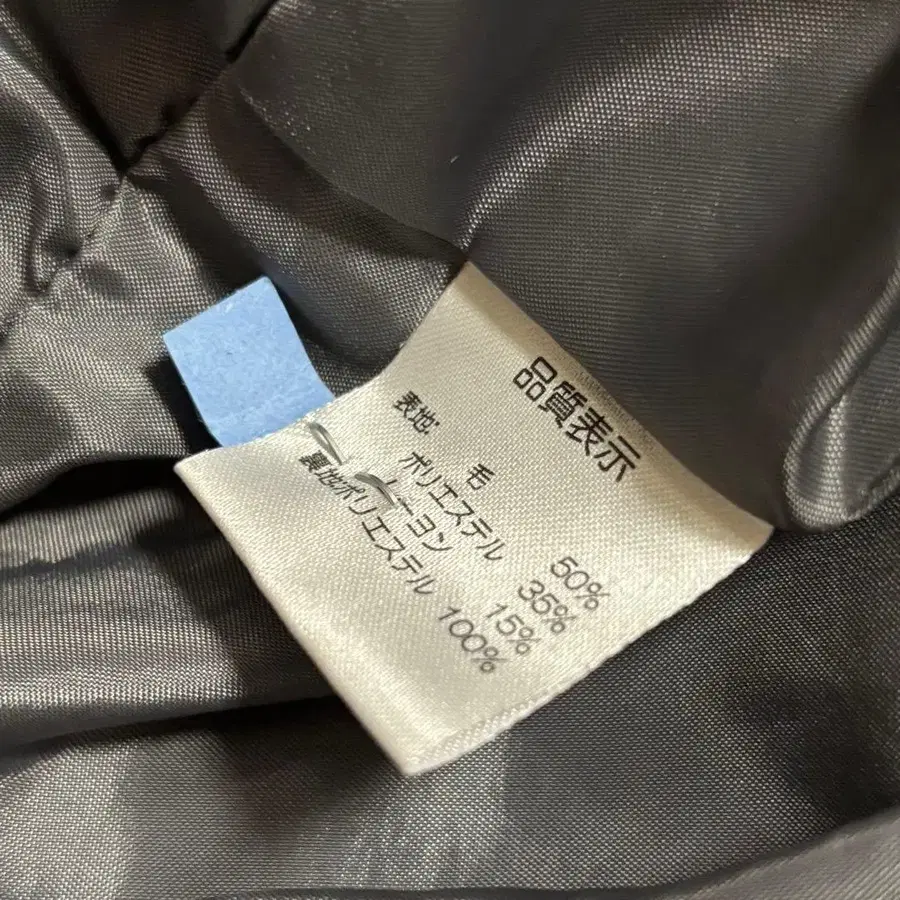 品質表示
表地: 毛 50%
ポリエステル 35%
レーヨン 15%
裏地ポリエステル 100%